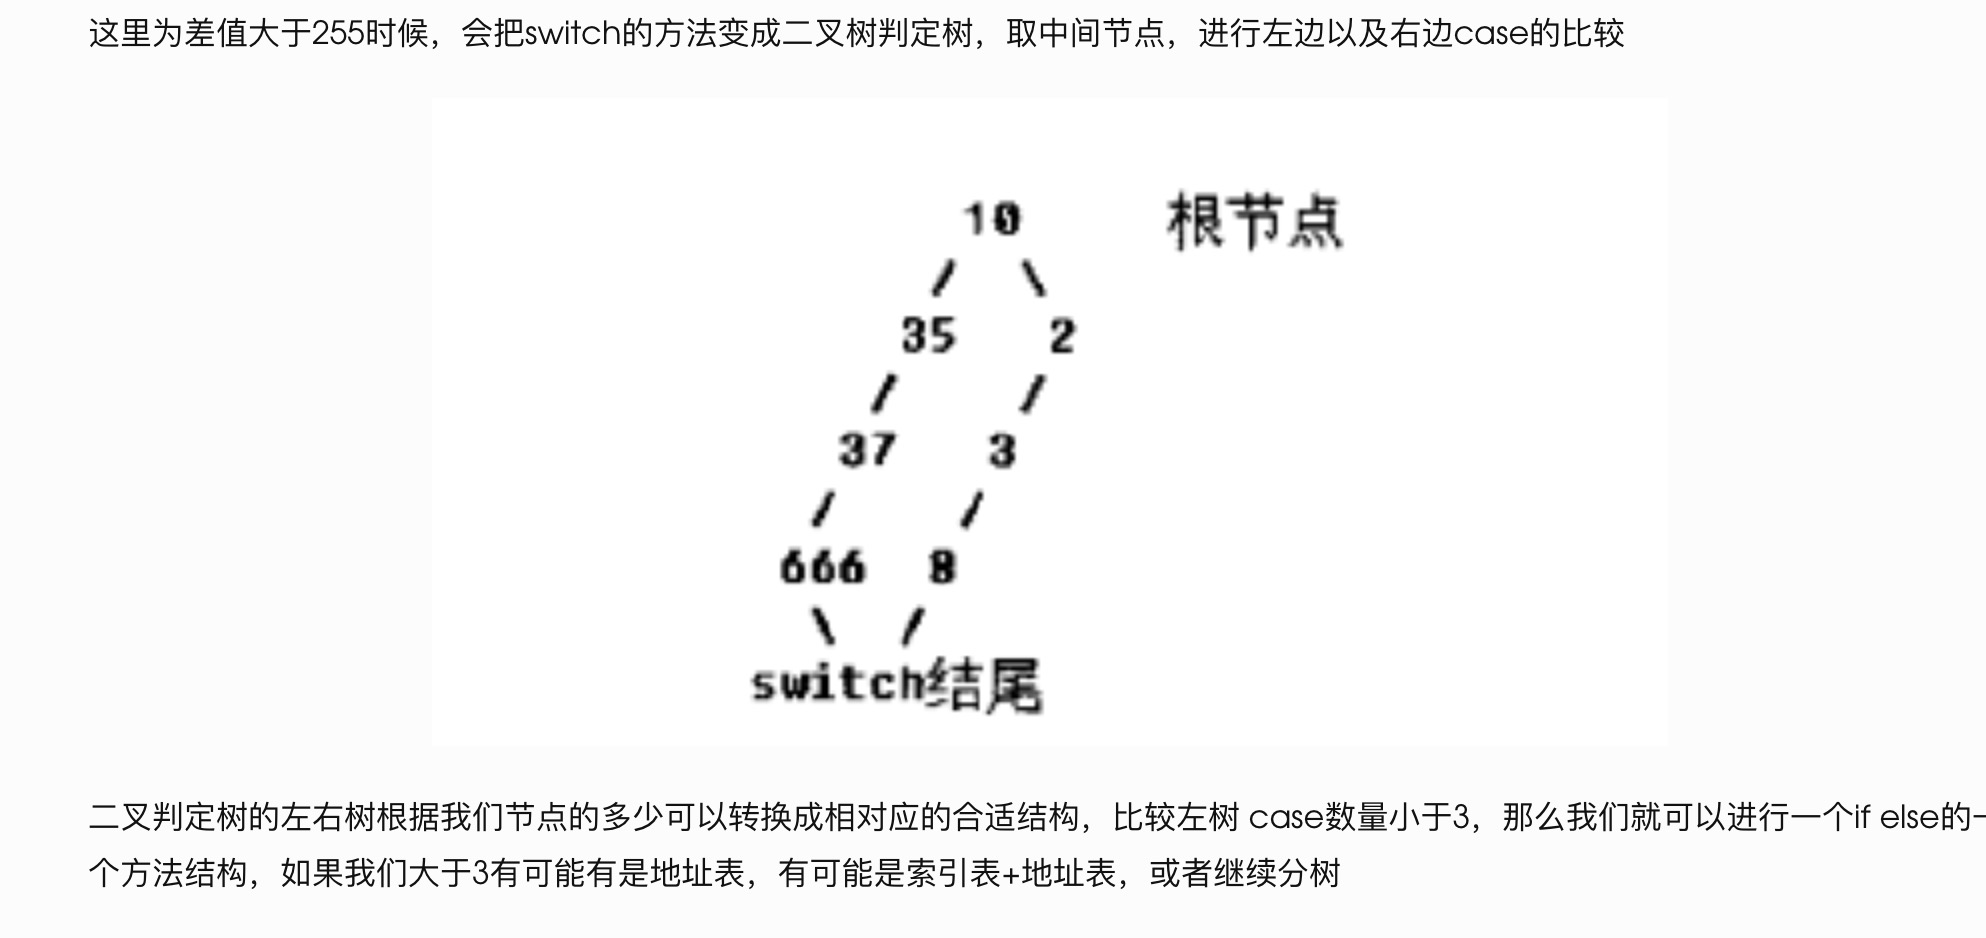 这里为差值大于255时候，会把switch的方法变成二叉树判定树，取中间节点，进行左边以及右边case的比较
10 根节点
/ \
35 2
/ /
37 3
/ /
666 8
\ /
switch结尾
二叉判定树的左右树根据我们节点的多少可以转换成相对应的合适结构，比较左树 case数量小于3，那么我们就可以进行一个if else的一
个方法结构，如果我们大于3有可能有是地址表，有可能是索引表+地址表，或者继续分树